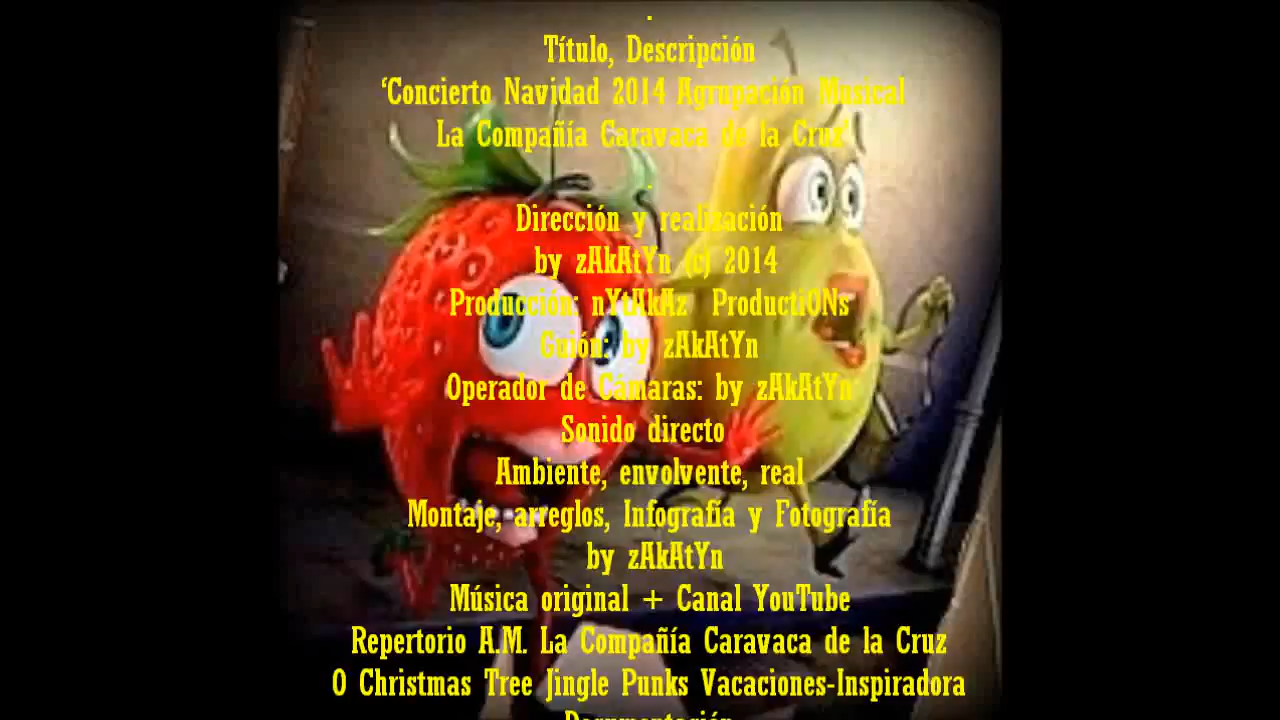 .
Título, Descripción
‘Concierto Navidad 2014 Agrupación Musical
La Compañía Caravaca de la Cruz’
.
Dirección y realización
by zAkAtYn (c) 2014
Producción: nYtAkAz ProductiONs
Guión: by zAkAtYn
Operador de Cámaras: by zAkAtYn
Sonido directo
Ambiente, envolvente, real
Montaje, arreglos, Infografía y Fotografía
by zAkAtYn
Música original + Canal YouTube
Repertorio A.M. La Compañía Caravaca de la Cruz
O Christmas Tree Jingle Punks Vacaciones-Inspiradora
Documentación